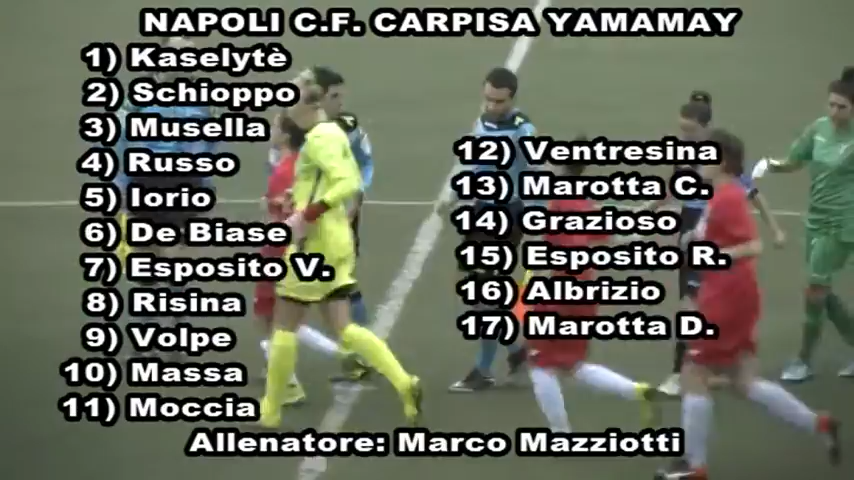 NAPOLI C.F. CARPISA YAMAMAY
1) Kaselytè
2) Schioppo
3) Musella
4) Russo
5) Iorio
6) De Biase
7) Esposito V.
8) Risina
9) Volpe
10) Massa
11) Moccia
12) Ventresina
13) Marotta C.
14) Grazioso
15) Esposito R.
16) Albrizio
17) Marotta D.
Allenatore: Marco Mazziotti